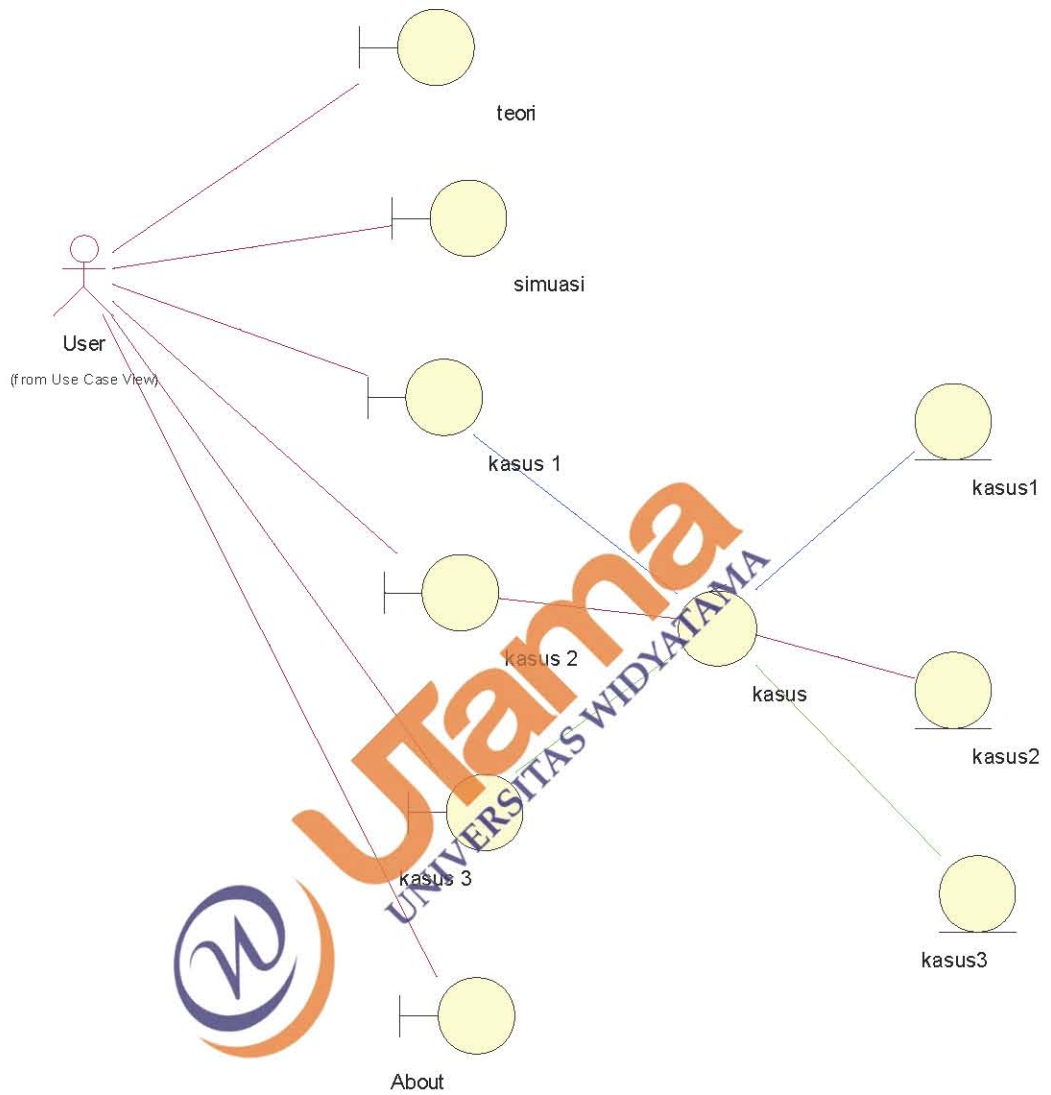 teori
simuasi
User
(from Use Case View)
kasus 1
kasus1
kasus 2
kasus
kasus2
kasus 3
kasus3
About
UTama
UNIVERSITAS WIDYATAMA